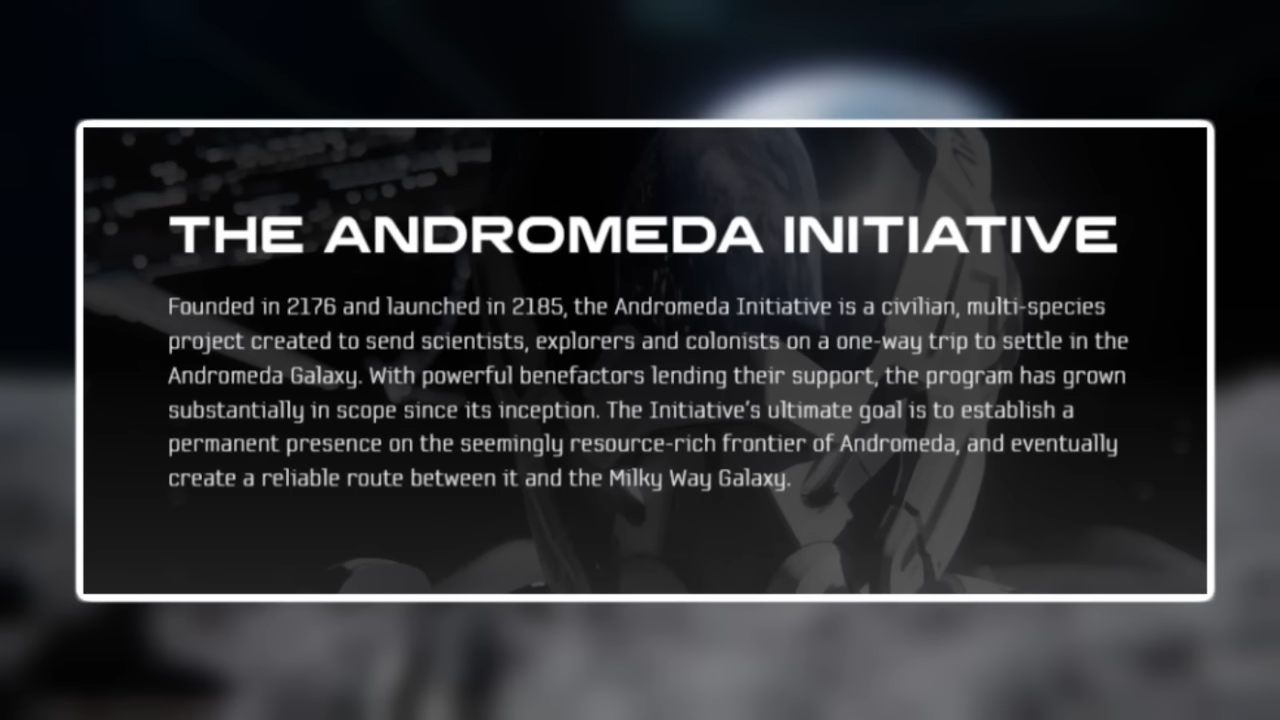 THE ANDROMEDA INITIATIVE
Founded in 2176 and launched in 2185, the Andromeda Initiative is a civilian, multi-species
project created to send scientists, explorers and colonists on a one-way trip to settle in the
Andromeda Galaxy. With powerful benefactors lending their support, the program has grown
substantially in scope since its inception. The Initiative's ultimate goal is to establish a
permanent presence on the seemingly resource-rich frontier of Andromeda, and eventually
create a reliable route between it and the Milky Way Galaxy.